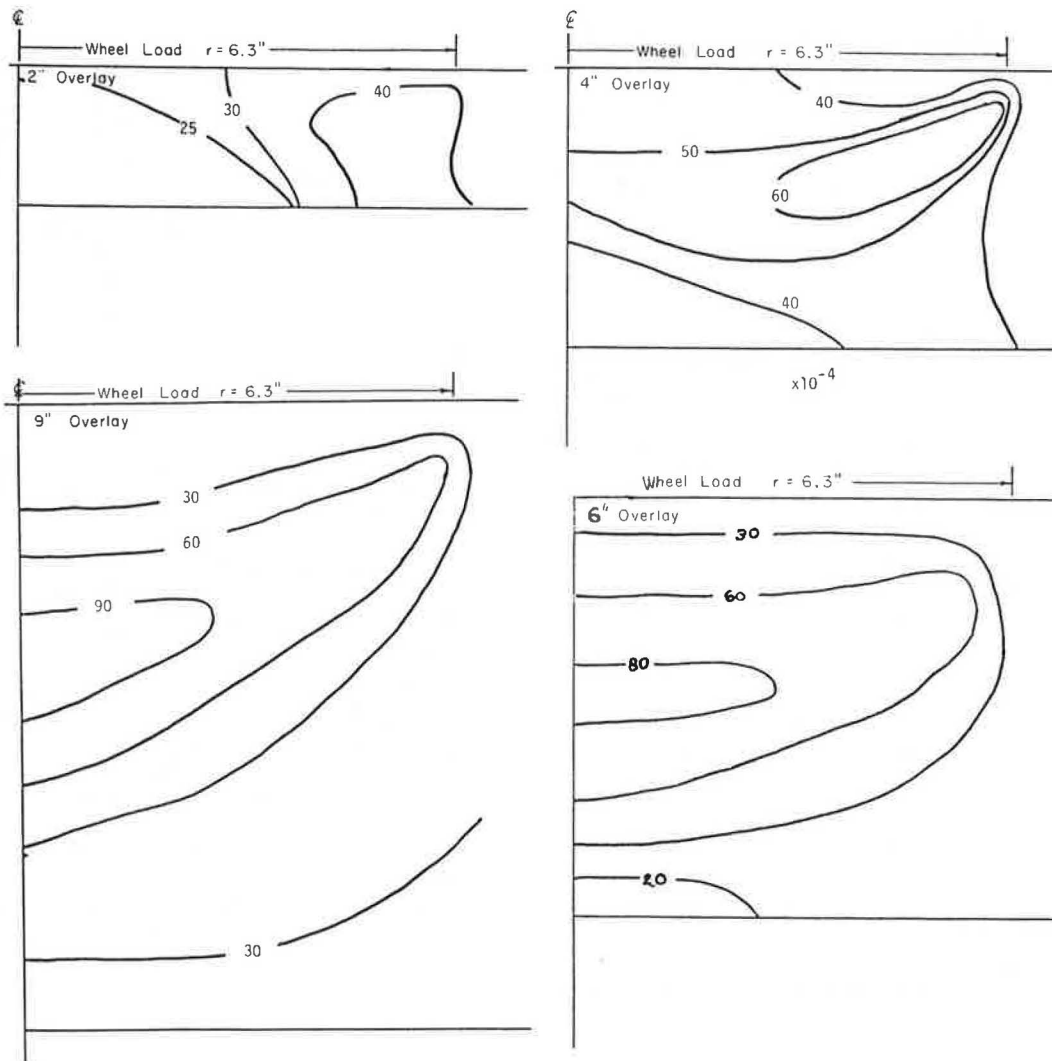 ℄
Wheel Load r = 6.3"
2" Overlay
25
30
40
℄
Wheel Load r = 6.3"
4" Overlay
40
50
60
40
x10⁻⁴
℄
Wheel Load r = 6.3"
9" Overlay
30
60
90
30
Wheel Load r = 6.3"
6" Overlay
30
60
80
20